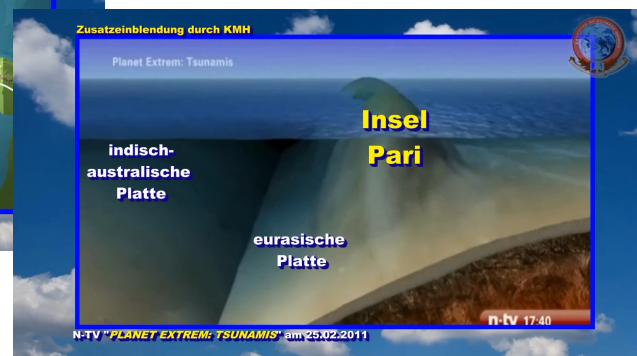 Zusatzeinblendung durch KMH
Planet Extrem: Tsunamis
Insel
Pari
indisch-
australische
Platte
eurasische
Platte
n-tv 17:40
N-TV "PLANET EXTREM: TSUNAMIS" am 25.02.2011